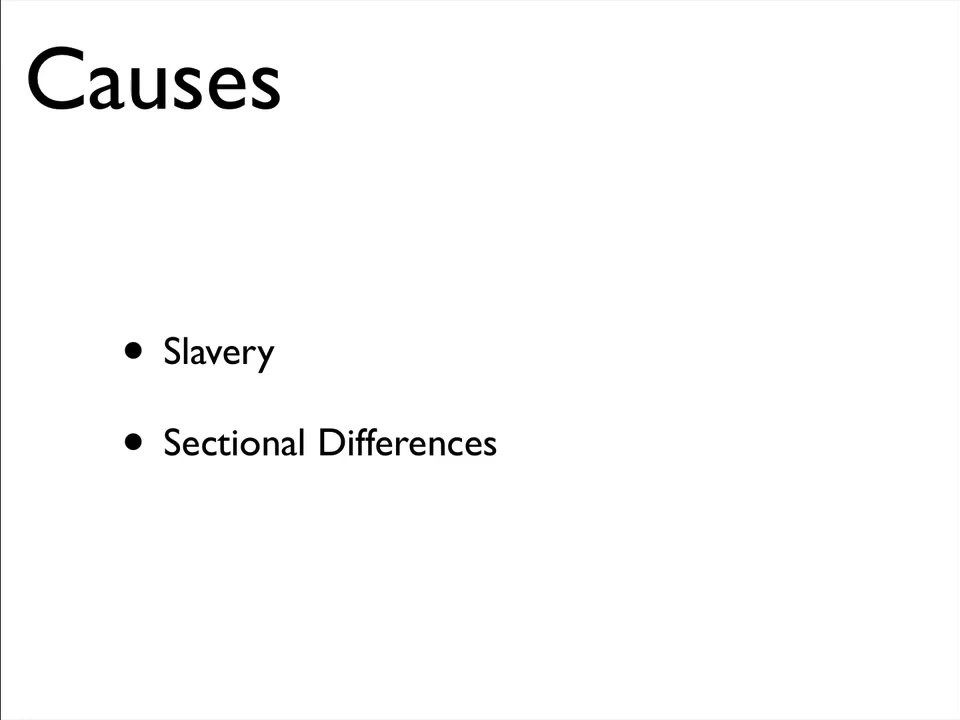 Causes
• Slavery
• Sectional Differences